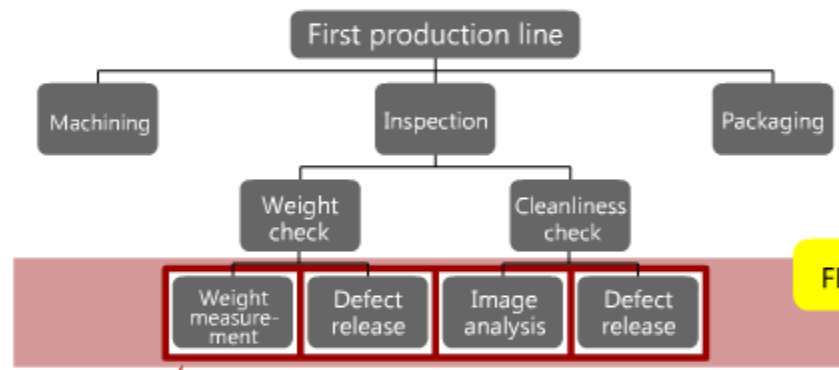 First production line
Machining
Inspection
Packaging
Weight
check
Cleanliness
check
Weight
measure-
ment
Defect
release
Image
analysis
Defect
release